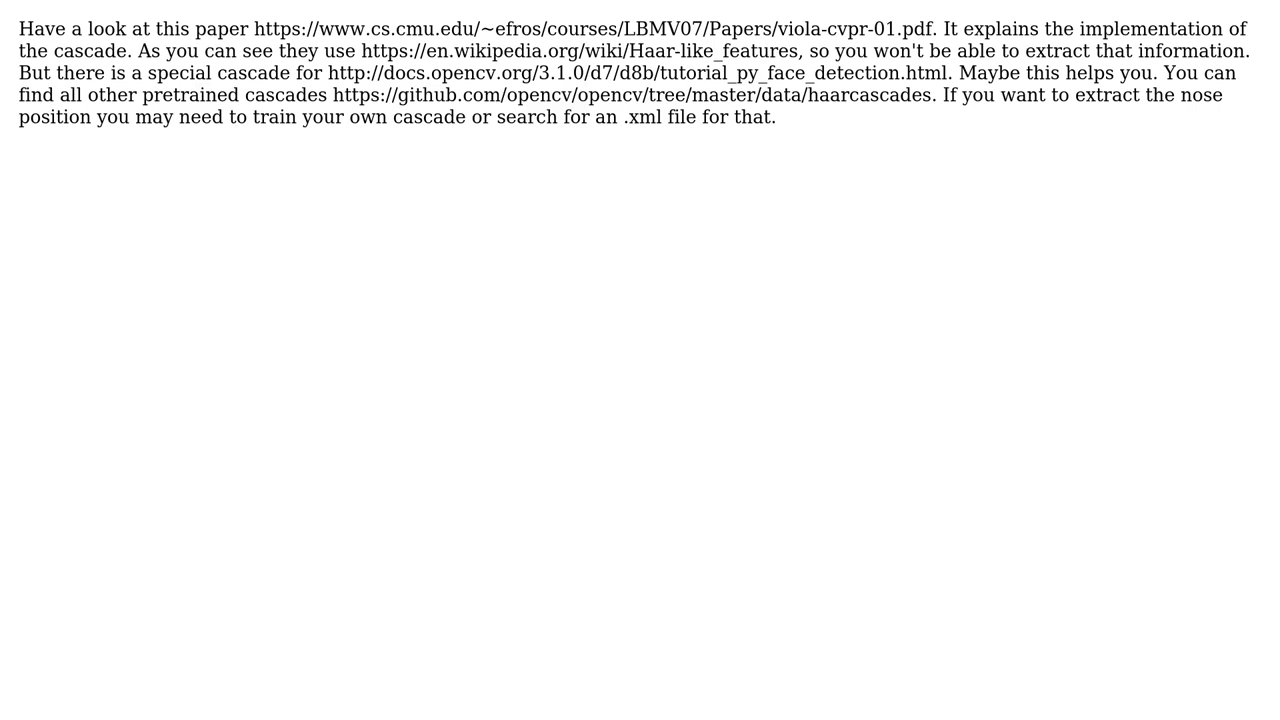 Have a look at this paper https://www.cs.cmu.edu/~efros/courses/LBMV07/Papers/viola-cvpr-01.pdf. It explains the implementation of
the cascade. As you can see they use https://en.wikipedia.org/wiki/Haar-like_features, so you won't be able to extract that information.
But there is a special cascade for http://docs.opencv.org/3.1.0/d7/d8b/tutorial_py_face_detection.html. Maybe this helps you. You can
find all other pretrained cascades https://github.com/opencv/opencv/tree/master/data/haarcascades. If you want to extract the nose
position you may need to train your own cascade or search for an .xml file for that.